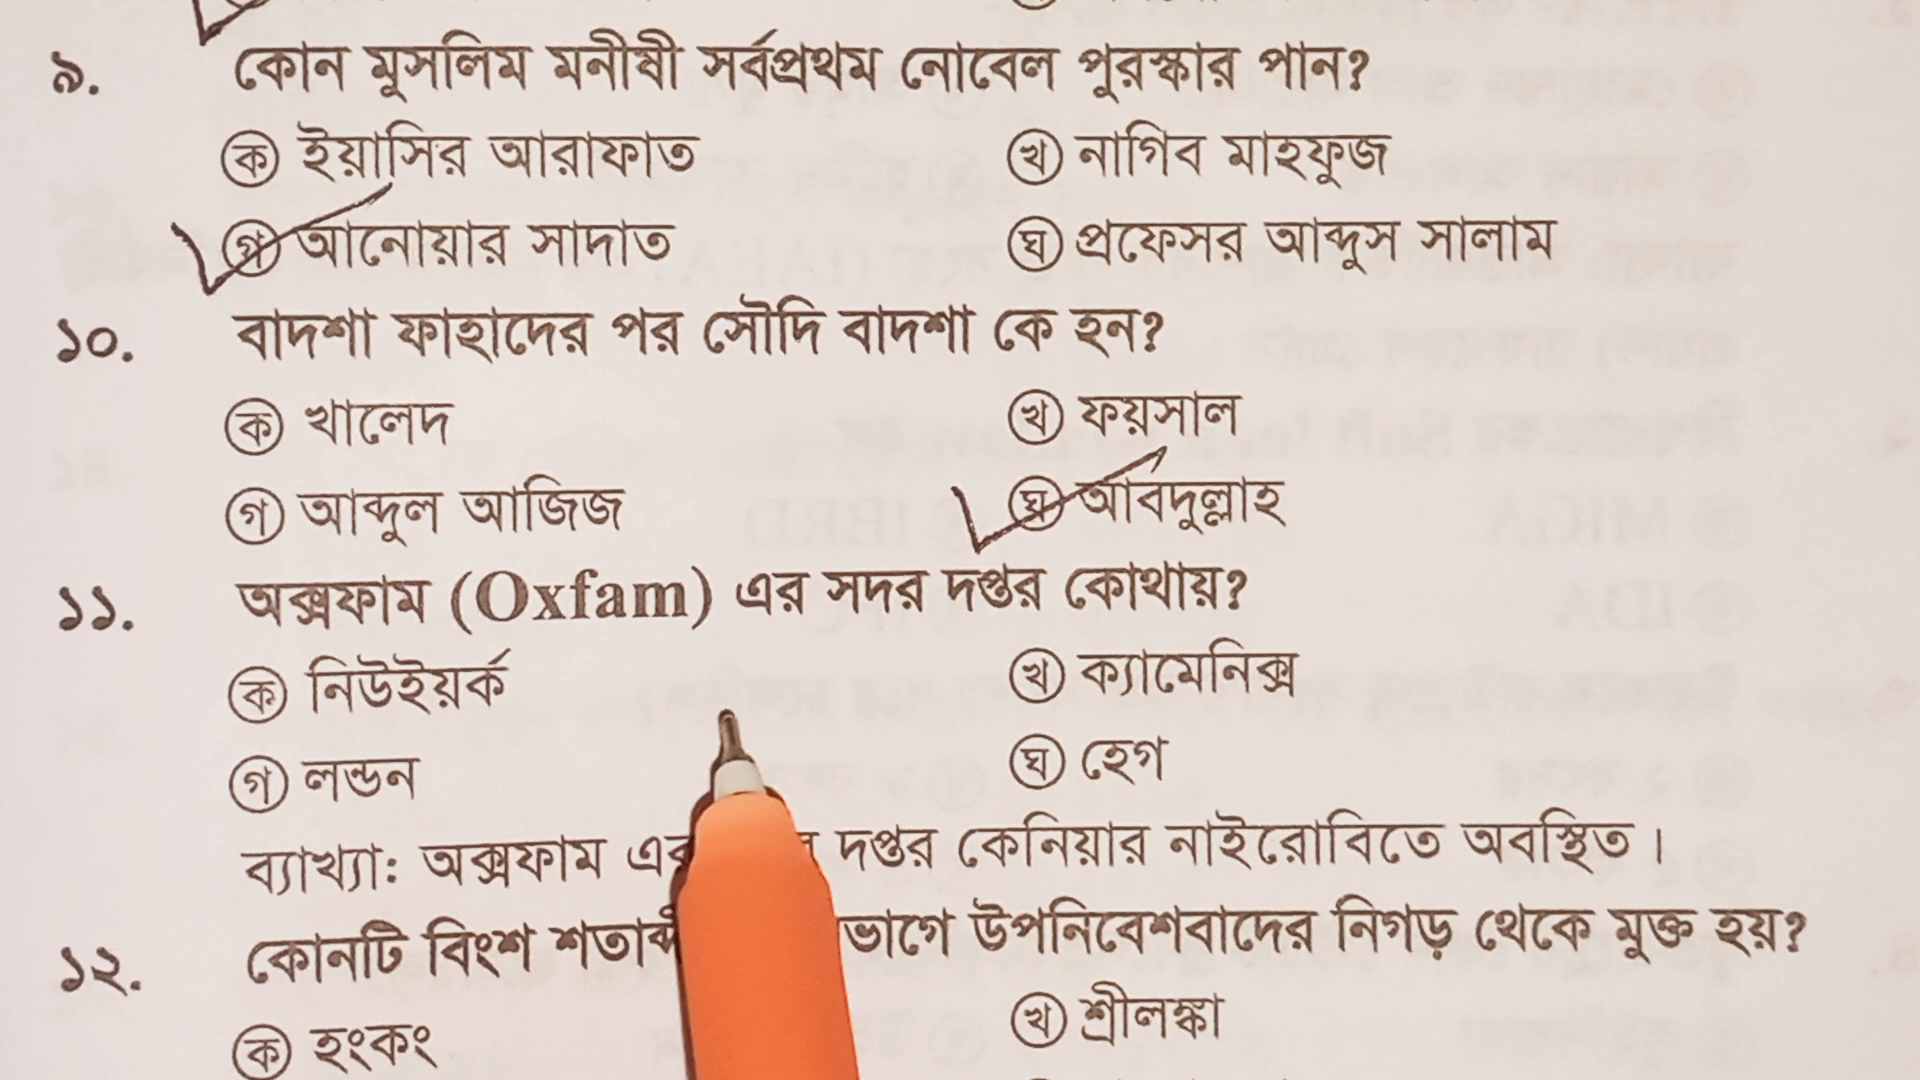 ৯. কোন মুসলিম মনীষী সর্বপ্রথম নোবেল পুরস্কার পান?
ক ইয়াসির আরাফাত খ নাগিব মাহফুজ
গ আনোয়ার সাদাত ঘ প্রফেসর আব্দুস সালাম
১০. বাদশা ফাহাদের পর সৌদি বাদশা কে হন?
ক খালেদ খ ফয়সাল
গ আব্দুল আজিজ ঘ আবদুল্লাহ
১১. অক্সফাম (Oxfam) এর সদর দপ্তর কোথায়?
ক নিউইয়র্ক খ ক্যামেনিক্স
গ লন্ডন ঘ হেগ
ব্যাখ্যা: অক্সফাম এর দপ্তর কেনিয়ার নাইরোবিতে অবস্থিত।
১২. কোনটি বিংশ ভাগে উপনিবেশবাদের নিগড় থেকে মুক্ত হয়?
ক হংকং খ শ্রীলঙ্কা